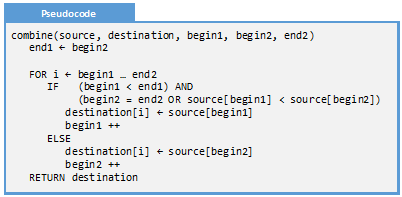 Pseudocode
combine(source, destination, begin1, begin2, end2)
end1 ← begin2
FOR i ← begin1 … end2
IF (begin1 < end1) AND
(begin2 = end2 OR source[begin1] < source[begin2])
destination[i] ← source[begin1]
begin1 ++
ELSE
destination[i] ← source[begin2]
begin2 ++
RETURN destination